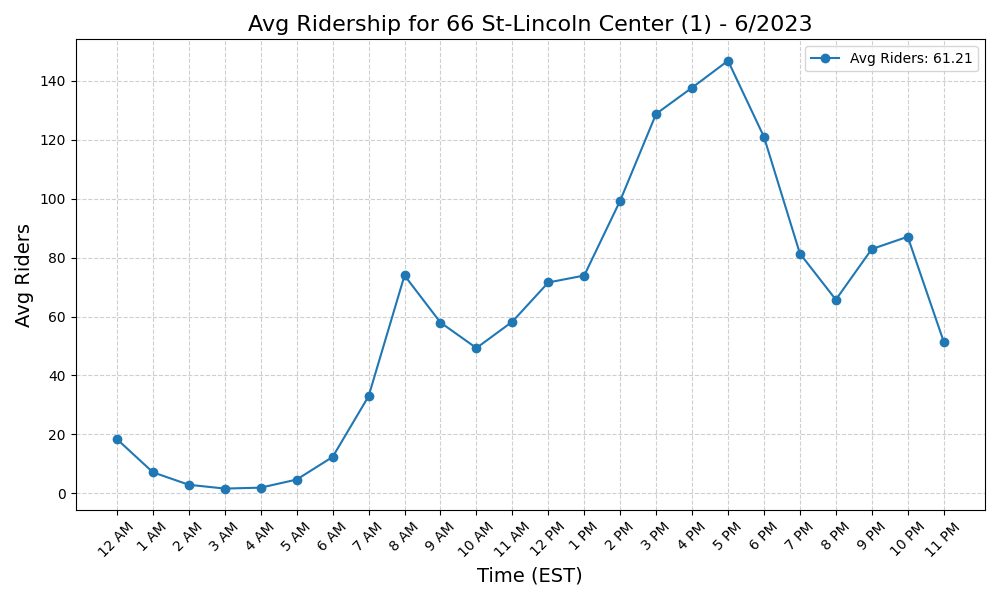 Avg Ridership for 66 St-Lincoln Center (1) - 6/2023
Avg Riders: 61.21
Avg Riders
140
120
100
80
60
40
20
0
12 AM
1 AM
2 AM
3 AM
4 AM
5 AM
6 AM
7 AM
8 AM
9 AM
10 AM
11 AM
12 PM
1 PM
2 PM
3 PM
4 PM
5 PM
6 PM
7 PM
8 PM
9 PM
10 PM
11 PM
Time (EST)